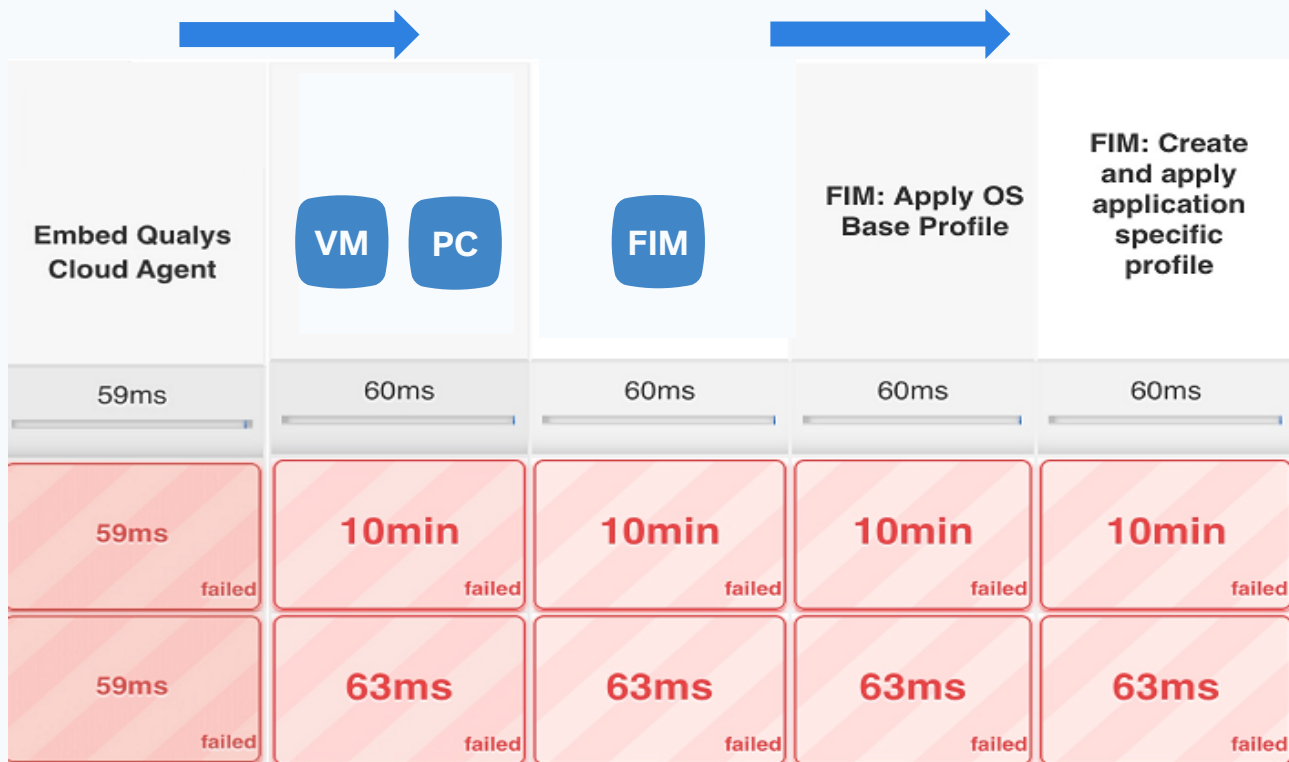 Embed Qualys
Cloud Agent
VM
PC
FIM
FIM: Apply OS
Base Profile
FIM: Create
and apply
application
specific
profile
59ms
60ms
60ms
60ms
60ms
59ms
failed
10min
failed
10min
failed
10min
failed
10min
failed
59ms
failed
63ms
failed
63ms
failed
63ms
failed
63ms
failed